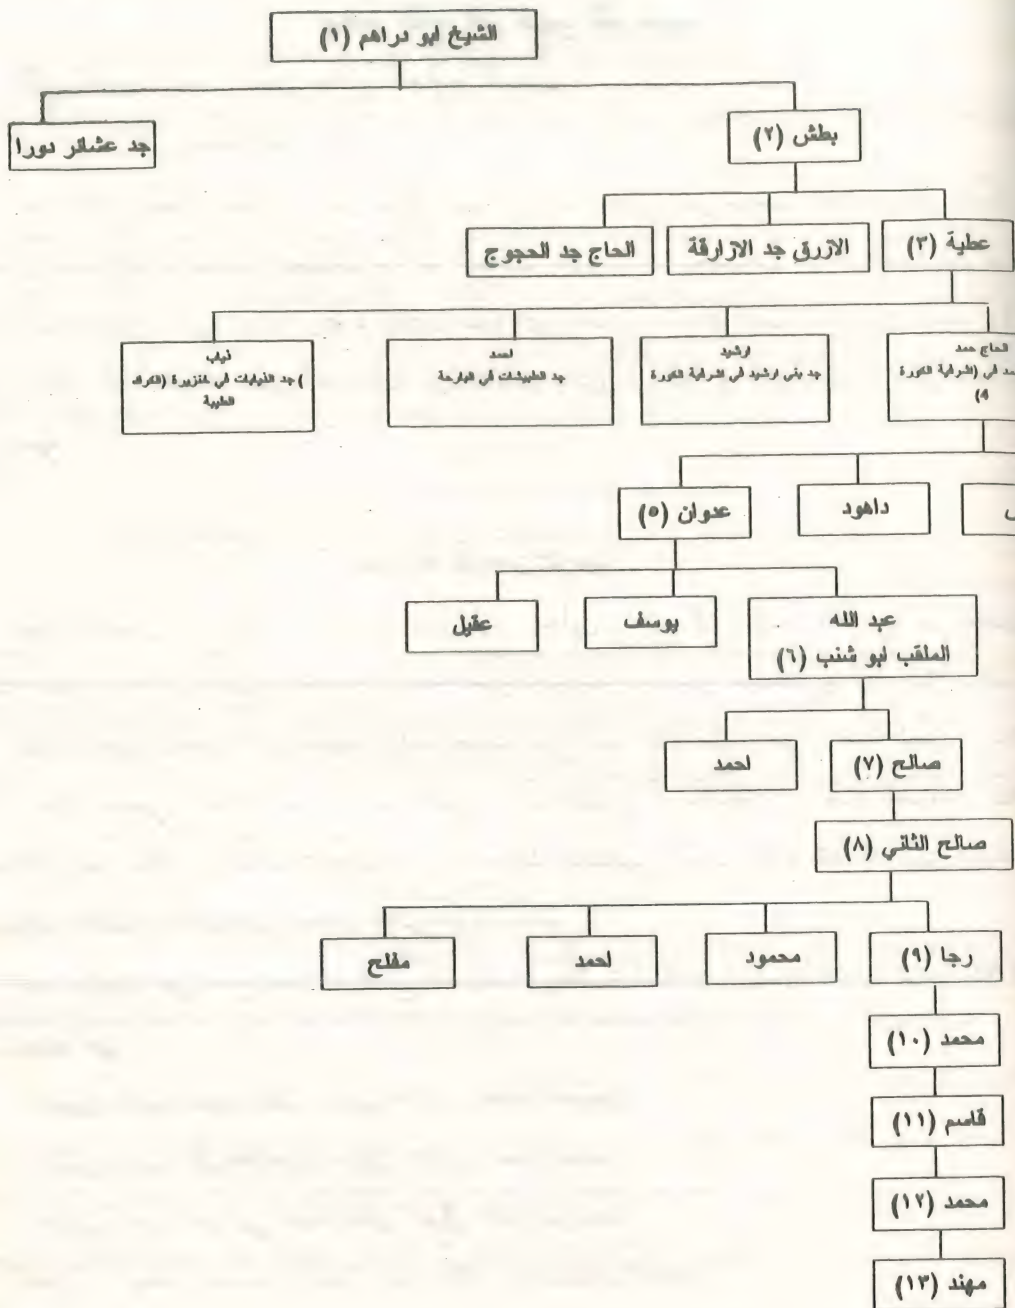 الشيخ ابو دراهم (١)
بطش (٢)
جد عشائر دورا
عطية (٣)
الازرق جد الازارقة
الحاج جد الحجوج
الحاج حمد
في (اشرفية الكورة
4)
ارشيد
جد بني ارشيد في اشرفية الكورة
احمد
جد الطبيشات في البارحة
ذياب
) جد الذيابات في خنزيرة (الكرك
الطيبة
داهود
عدوان (٥)
عبد الله
الملقب ابو شنب (٦)
يوسف
عقيل
صالح (٧)
احمد
صالح الثاني (٨)
رجا (٩)
محمود
احمد
مفلح
محمد (١٠)
قاسم (١١)
محمد (١٢)
مهند (١٣)